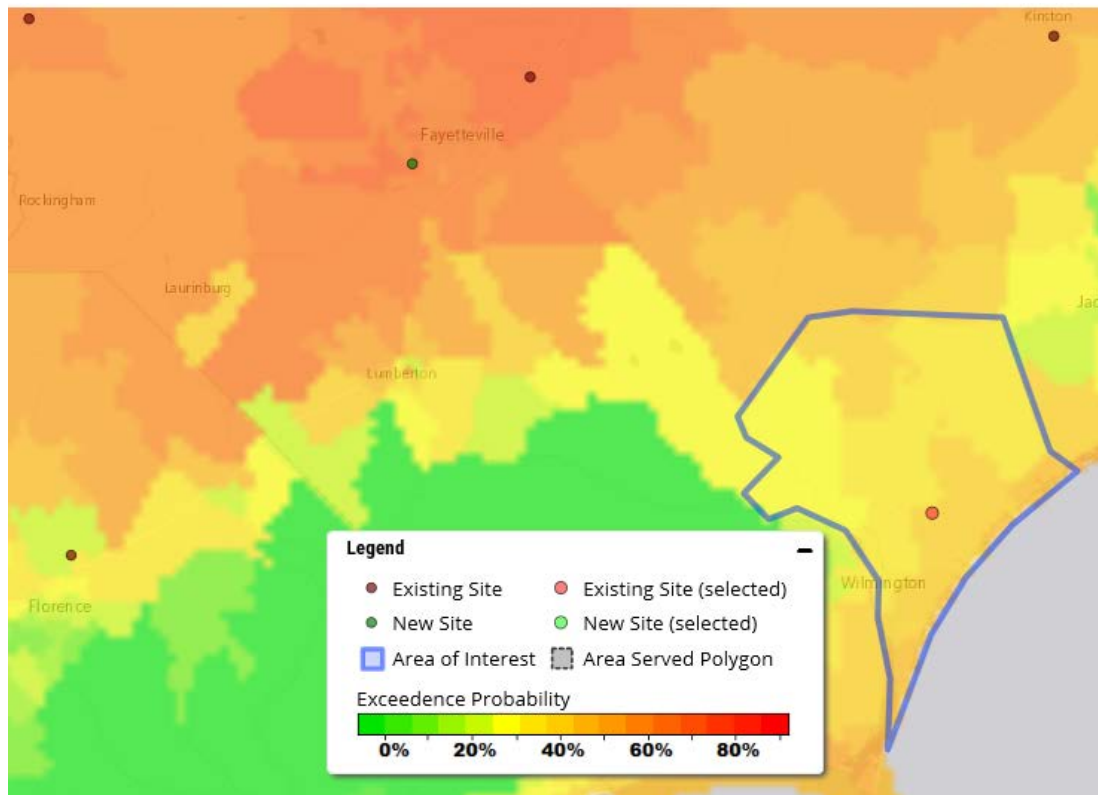 Kinston
Fayetteville
Rockingham
Laurinburg
Jac
Lumberton
Legend
Existing Site Existing Site (selected)
New Site New Site (selected)
Area of Interest Area Served Polygon
Wilmington
Florence
Exceedence Probability
0% 20% 40% 60% 80%